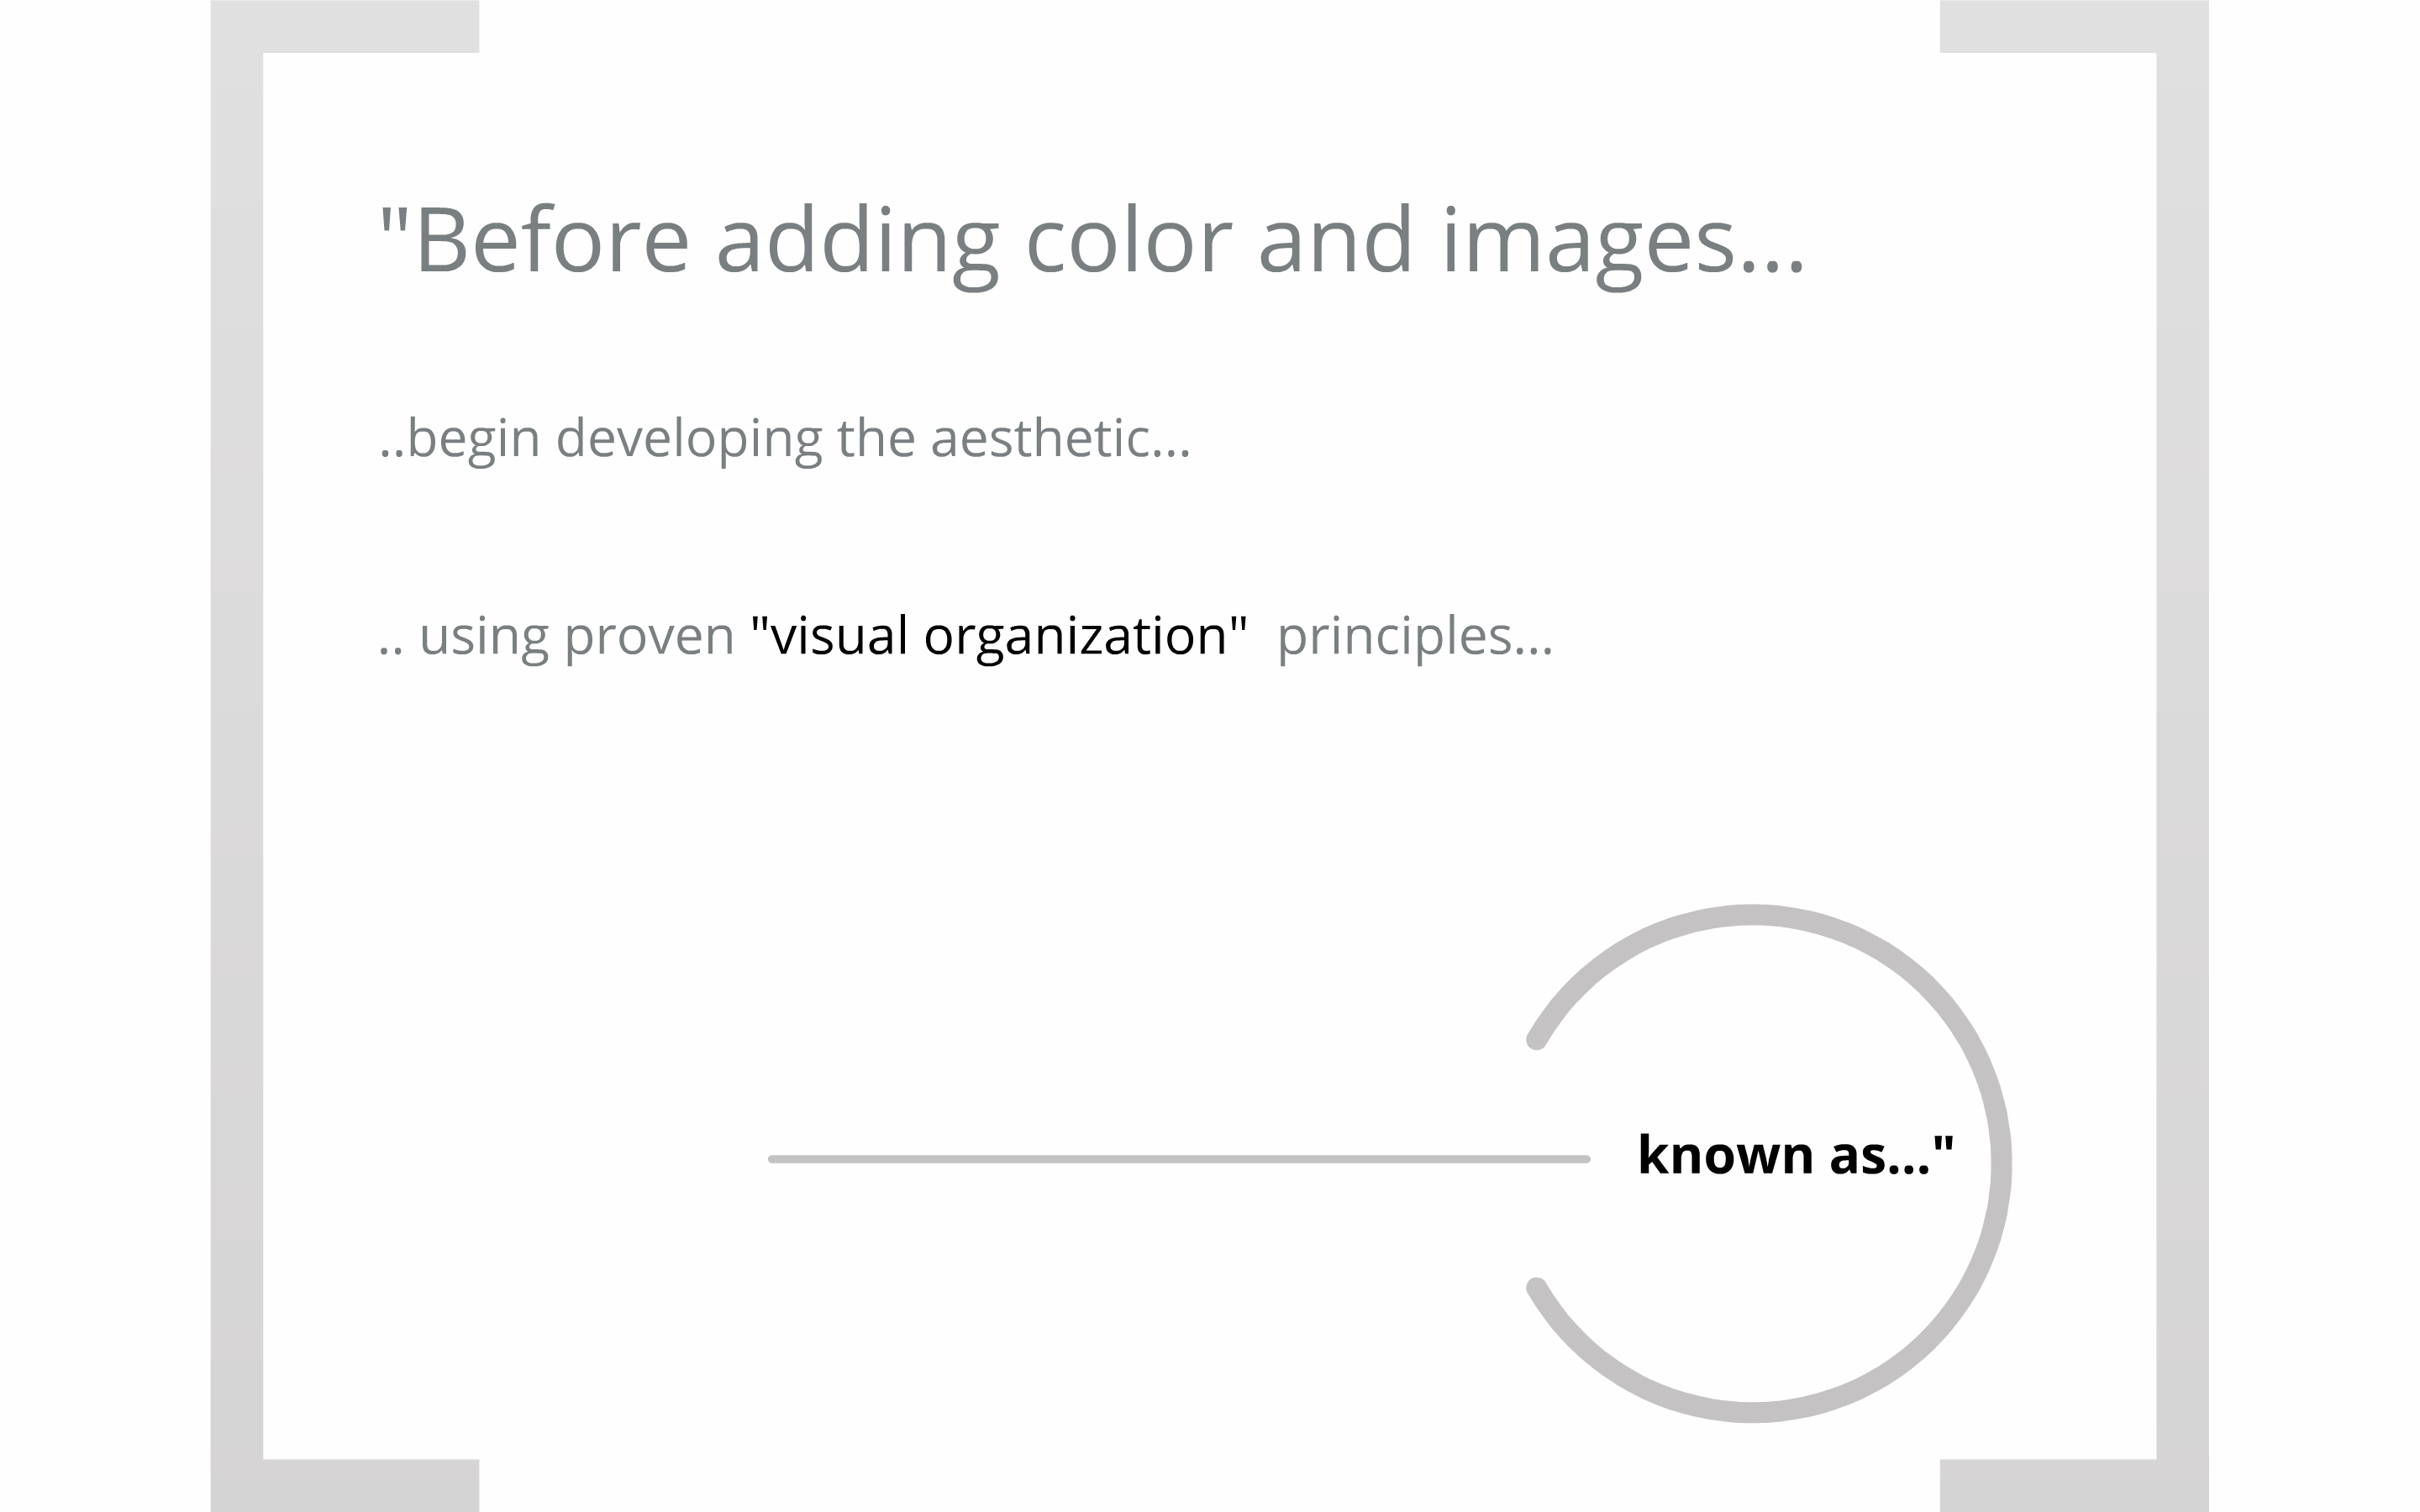 "Before adding color and images...
..begin developing the aesthetic...
.. using proven "visual organization"  principles...
known as..."